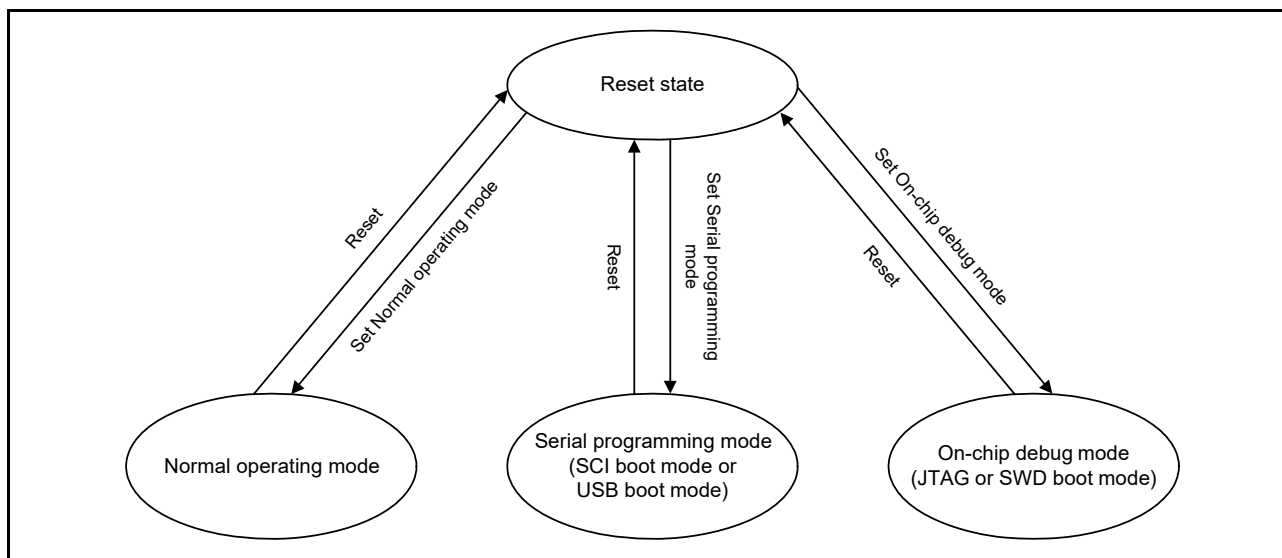 Reset state
Reset
Set Normal operating mode
Reset
Set Serial programming
mode
Set On-chip debug mode
Reset
Normal operating mode
Serial programming mode
(SCI boot mode or
USB boot mode)
On-chip debug mode
(JTAG or SWD boot mode)